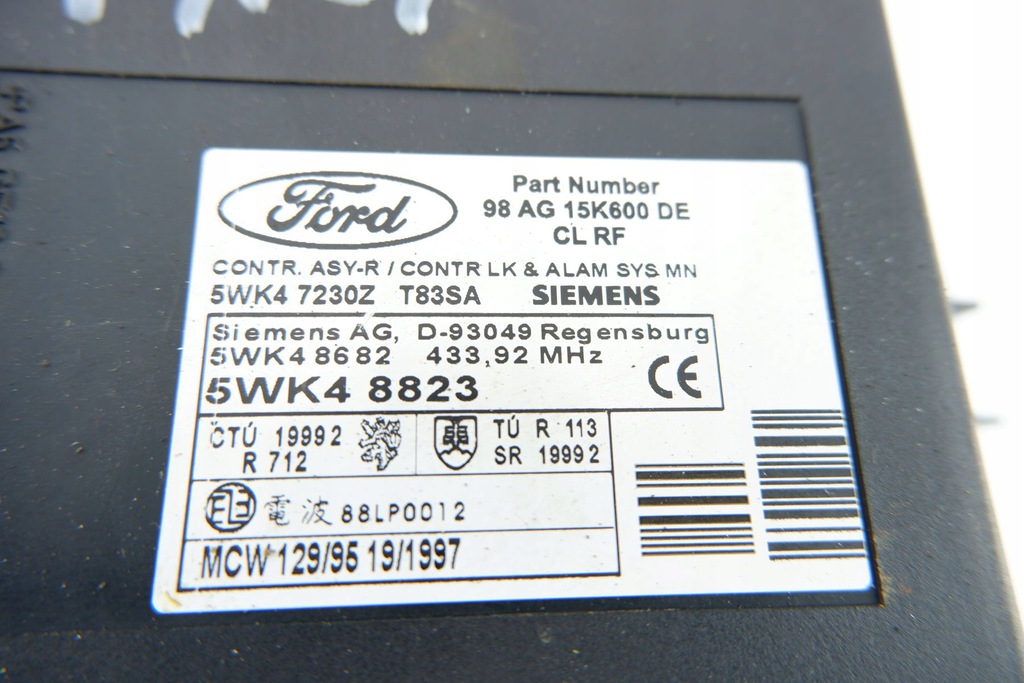 Ford
Part Number
98 AG 15K600 DE
CL RF
CONTR. ASY-R / CONTR LK & ALAM SYS MN
5WK4 7230Z T83SA SIEMENS
Siemens AG, D-93049 Regensburg
5WK4 8682 433,92 MHz
5WK4 8823 CE
ČTÚ 1999 2
R 712
TÚ R 113
SR 1999 2
電 波 88LP0012
MCW 129/95 19/1997